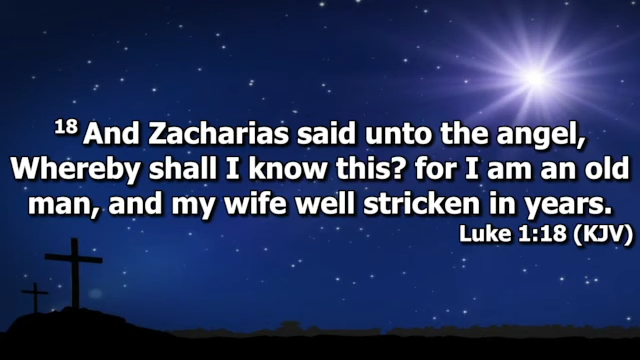 18 And Zacharias said unto the angel,
Whereby shall I know this? for I am an old
man, and my wife well stricken in years.
Luke 1:18 (KJV)